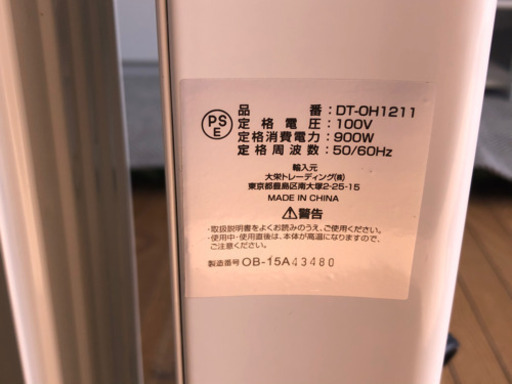 PS
E
品 番: DT-OH1211
定格電圧: 100V
定格消費電力: 900W
定格周波数: 50/60Hz
輸入元
大栄トレーディング㈱
東京都豊島区南大塚2-25-15
MADE IN CHINA
⚠警告
・取扱説明書をよくお読みのうえ、ご使用ください。
・使用中・使用直後は、本体が高温になりますので、
ご注意ください。
製造番号 OB-15A43480